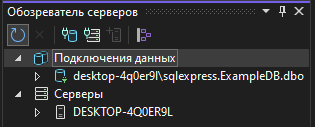 Обозреватель серверов
Подключения данных
desktop-4q0er9l\sqlexpress.ExampleDB.dbo
Серверы
DESKTOP-4Q0ER9L